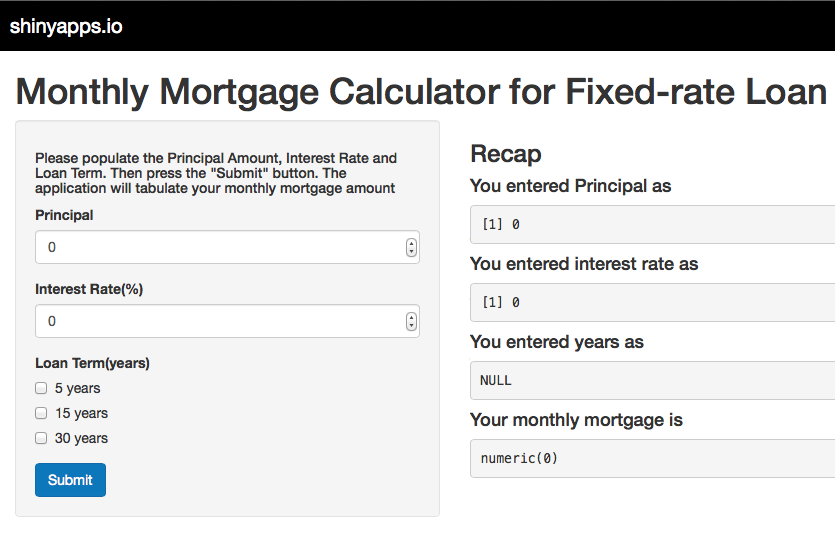 shinyapps.io
Monthly Mortgage Calculator for Fixed-rate Loan
Please populate the Principal Amount, Interest Rate and
Loan Term. Then press the "Submit" button. The
application will tabulate your monthly mortgage amount
Principal
0
Interest Rate(%)
0
Loan Term(years)
5 years
15 years
30 years
Submit
Recap
You entered Principal as
[1] 0
You entered interest rate as
[1] 0
You entered years as
NULL
Your monthly mortgage is
numeric(0)